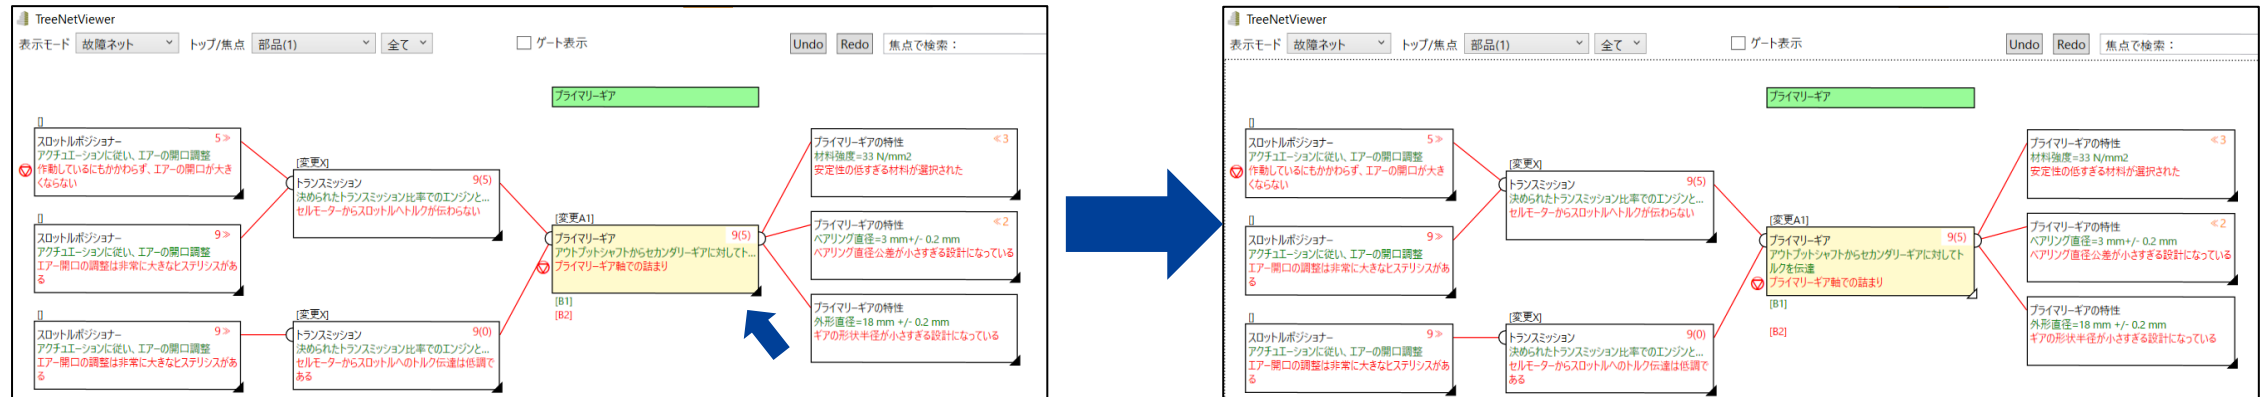 TreeNetViewer
表示モード 故障ネット トップ/焦点 部品(1) 全て ゲート表示 Undo Redo 焦点で検索：
プライマリーギア
[]
スロットルポジショナー 5≫
アクチュエーションに従い、エアーの開口調整
作動しているにもかかわらず、エアーの開口が大き
くならない
[]
スロットルポジショナー 9≫
アクチュエーションに従い、エアーの開口調整
エアー開口の調整は非常に大きなヒステリシスがあ
る
[]
スロットルポジショナー 9≫
アクチュエーションに従い、エアーの開口調整
エアー開口の調整は非常に大きなヒステリシスがあ
る
[変更X]
トランスミッション 9(5)
決められたトランスミッション比率でのエンジンと...
セルモーターからスロットルへトルクが伝わらない
[変更X]
トランスミッション 9(0)
決められたトランスミッション比率でのエンジンと...
セルモーターからスロットルへのトルク伝達は低調で
ある
[変更A1]
プライマリーギア 9(5)
アウトプットシャフトからセカンダリーギアに対してト...
プライマリーギア軸での詰まり
[B1]
[B2]
プライマリーギアの特性 ≪3
材料強度=33 N/mm2
安定性の低すぎる材料が選択された
プライマリーギアの特性 ≪2
ベアリング直径=3 mm+/- 0.2 mm
ベアリング直径公差が小さすぎる設計になっている
プライマリーギアの特性
外形直径=18 mm +/- 0.2 mm
ギアの形状半径が小さすぎる設計になっている
TreeNetViewer
表示モード 故障ネット トップ/焦点 部品(1) 全て ゲート表示 Undo Redo 焦点で検索：
プライマリーギア
[]
スロットルポジショナー 5≫
アクチュエーションに従い、エアーの開口調整
作動しているにもかかわらず、エアーの開口が大き
くならない
[]
スロットルポジショナー 9≫
アクチュエーションに従い、エアーの開口調整
エアー開口の調整は非常に大きなヒステリシスがあ
る
[]
スロットルポジショナー 9≫
アクチュエーションに従い、エアーの開口調整
エアー開口の調整は非常に大きなヒステリシスがあ
る
[変更X]
トランスミッション 9(5)
決められたトランスミッション比率でのエンジンと...
セルモーターからスロットルへトルクが伝わらない
[変更X]
トランスミッション 9(0)
決められたトランスミッション比率でのエンジンと...
セルモーターからスロットルへのトルク伝達は低調で
ある
[変更A1]
プライマリーギア 9(5)
アウトプットシャフトからセカンダリーギアに対してト
ルクを伝達
プライマリーギア軸での詰まり
[B1]
[B2]
プライマリーギアの特性 ≪3
材料強度=33 N/mm2
安定性の低すぎる材料が選択された
プライマリーギアの特性 ≪2
ベアリング直径=3 mm+/- 0.2 mm
ベアリング直径公差が小さすぎる設計になっている
プライマリーギアの特性
外形直径=18 mm +/- 0.2 mm
ギアの形状半径が小さすぎる設計になっている